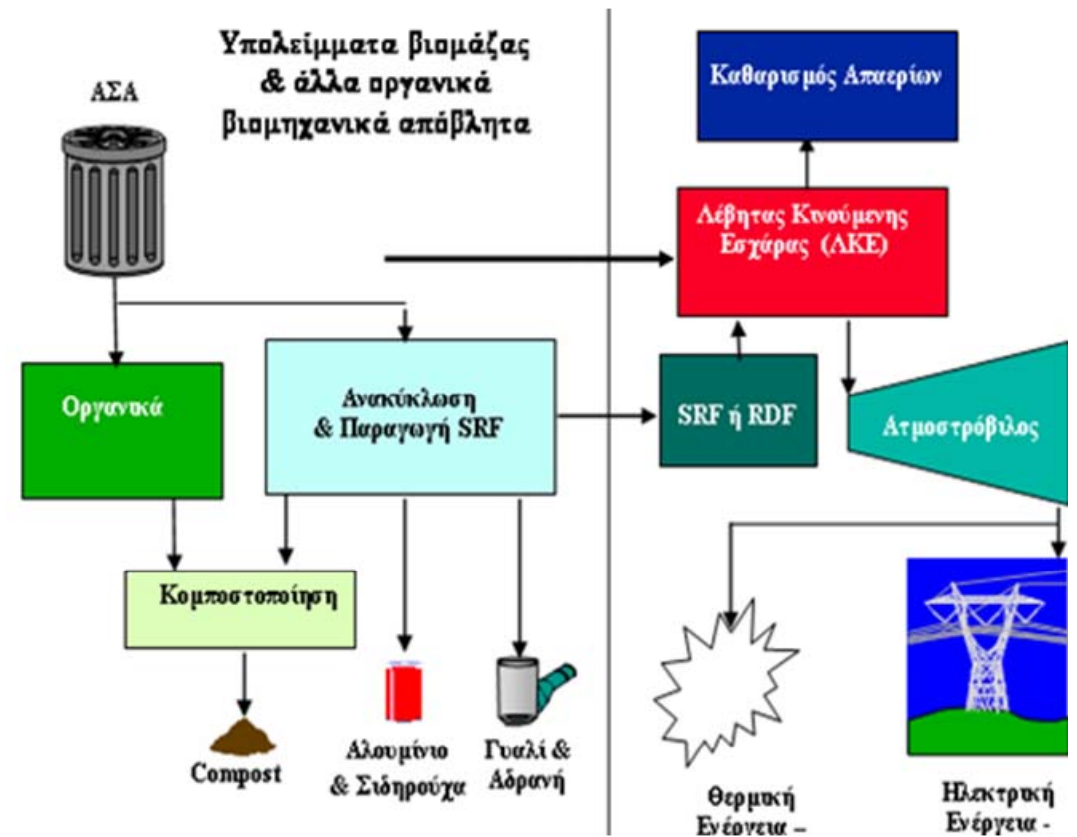 Υπολείμματα βιομάζας
& άλλα οργανικά
βιομηχανικά απόβλητα
ΑΣΑ
Καθαρισμός Απαερίων
Λέβητας Κινούμενης
Εσχάρας (ΛΚΕ)
Οργανικά
Ανακύκλωση
& Παραγωγή SRF
SRF ή RDF
Ατμοστρόβιλος
Κομποστοποίηση
Compost
Αλουμίνιο
& Σιδηρούχα
Γυαλί &
Αδρανή
Θερμική
Ενέργεια –
Ηλεκτρική
Ενέργεια -